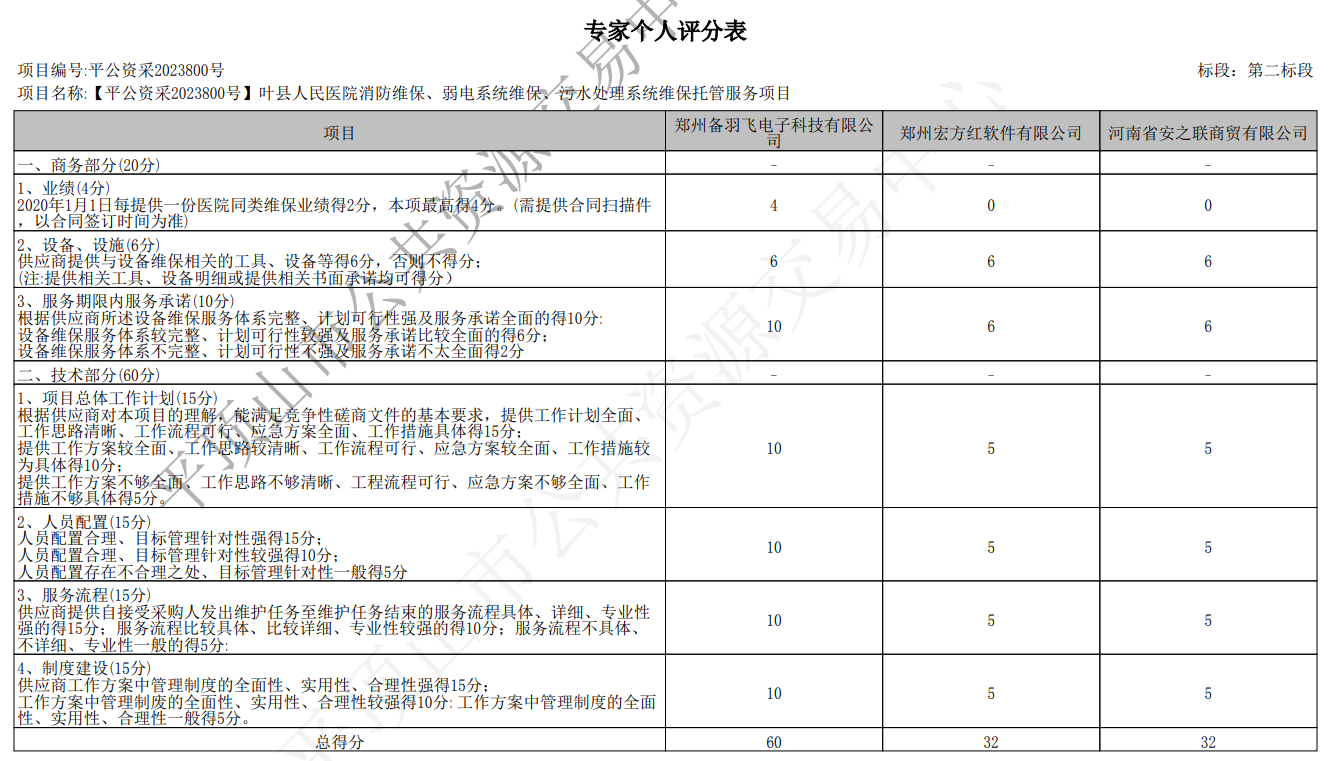 专家个人评分表
项目编号:平公资采2023800号
标段：第二标段
项目名称:【平公资采2023800号】叶县人民医院消防维保、弱电系统维保、污水处理系统维保托管服务项目
项目
郑州备羽飞电子科技有限公
司
郑州宏方红软件有限公司
河南省安之联商贸有限公司
一、商务部分(20分)
-
-
-
1、业绩(4分)
2020年1月1日每提供一份医院同类维保业绩得2分，本项最高得4分。(需提供合同扫描件
，以合同签订时间为准)
4
0
0
2、设备、设施(6分)
供应商提供与设备维保相关的工具、设备等得6分，否则不得分；
(注:提供相关工具、设备明细或提供相关书面承诺均可得分）
6
6
6
3、服务期限内服务承诺(10分)
根据供应商所述设备维保服务体系完整、计划可行性强及服务承诺全面的得10分:
设备维保服务体系较完整、计划可行性较强及服务承诺比较全面的得6分；
设备维保服务体系不完整、计划可行性不强及服务承诺不太全面得2分
10
6
6
二、技术部分(60分)
-
-
-
1、项目总体工作计划(15分)
根据供应商对本项目的理解，能满足竞争性磋商文件的基本要求，提供工作计划全面、
工作思路清晰、工作流程可行、应急方案全面、工作措施具体得15分；
提供工作方案较全面、工作思路较清晰、工作流程可行、应急方案较全面、工作措施较
为具体得10分；
提供工作方案不够全面、工作思路不够清晰、工程流程可行、应急方案不够全面、工作
措施不够具体得5分。
10
5
5
2、人员配置(15分)
人员配置合理、目标管理针对性强得15分；
人员配置合理、目标管理针对性较强得10分；
人员配置存在不合理之处、目标管理针对性一般得5分
10
5
5
3、服务流程(15分)
供应商提供自接受采购人发出维护任务至维护任务结束的服务流程具体、详细、专业性
强的得15分；服务流程比较具体、比较详细、专业性较强的得10分；服务流程不具体、
不详细、专业性一般的得5分:
10
5
5
4、制度建设(15分)
供应商工作方案中管理制度的全面性、实用性、合理性强得15分；
工作方案中管理制废的全面性、实用性、合理性较强得10分:工作方案中管理制度的全面
性、实用性、合理性一般得5分。
10
5
5
总得分
60
32
32
平顶山市公共资源交易中
平顶山市公共资源交易中心